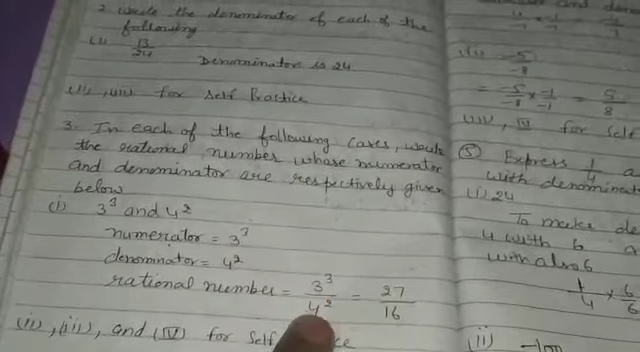 2. write the denominator of each of the
following
(i) 13/24
Denominator is 24
(ii), (iii) for Self Practice
3. In each of the following cases, write
the rational number whose numerator
and denominator are respectively given
below
(i) 3³ and 4²
numerator = 3³
denominator = 4²
rational number = 3³/4² = 27/16
(ii), (iii), and (iv) for Self
-5/-8
= -5/-8 × -1/-1 = 5/8
for Self
(5) Express 1/4 a
with denominat
(i) 24
To make de
4 with 6 a
with also 6
1/4 × 6/6
(ii)